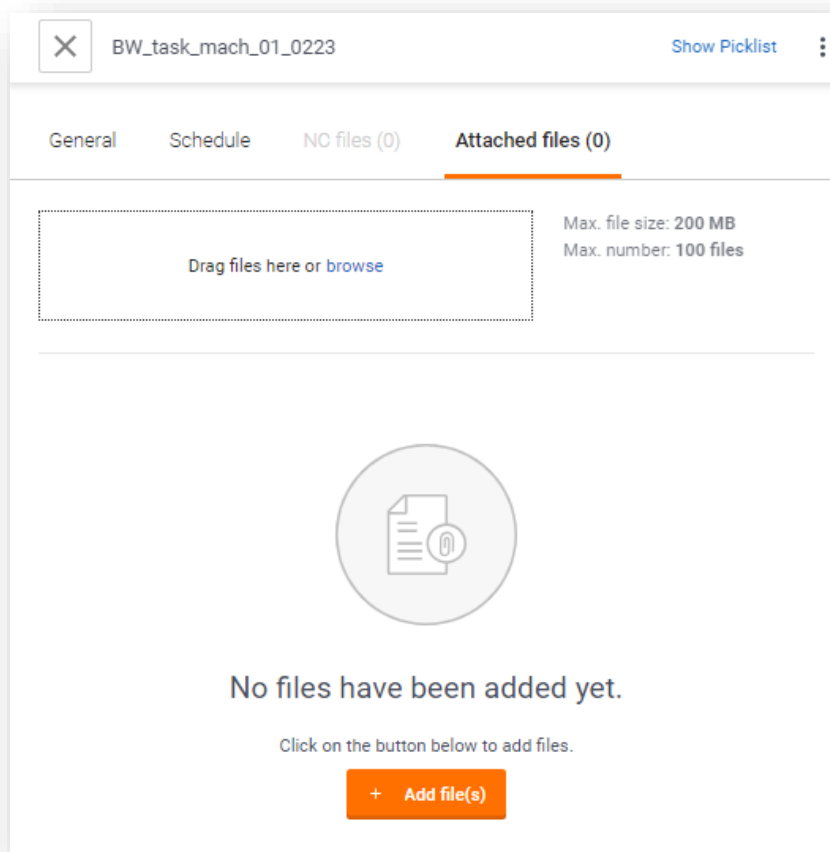 BW_task_mach_01_0223 Show Picklist
General Schedule NC files (0) Attached files (0)
Drag files here or browse
Max. file size: 200 MB
Max. number: 100 files
No files have been added yet.
Click on the button below to add files.
+ Add file(s)